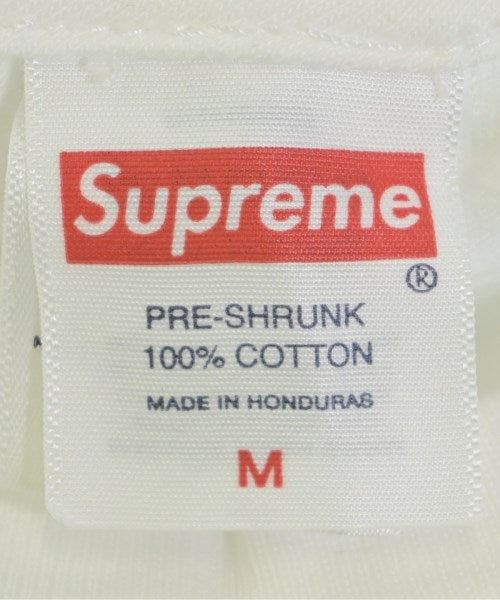 Supreme
®
PRE-SHRUNK
100% COTTON
MADE IN HONDURAS
M